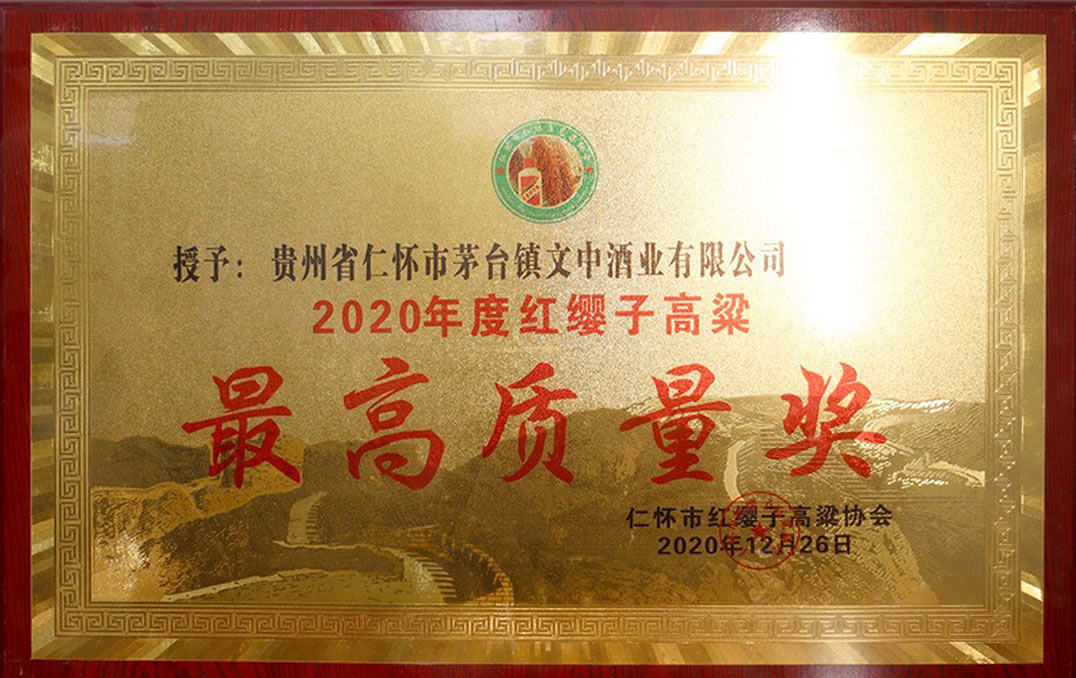 授予：贵州省仁怀市茅台镇文中酒业有限公司
2020年度红缨子高粱
最高质量奖
仁怀市红缨子高粱协会
2020年12月26日